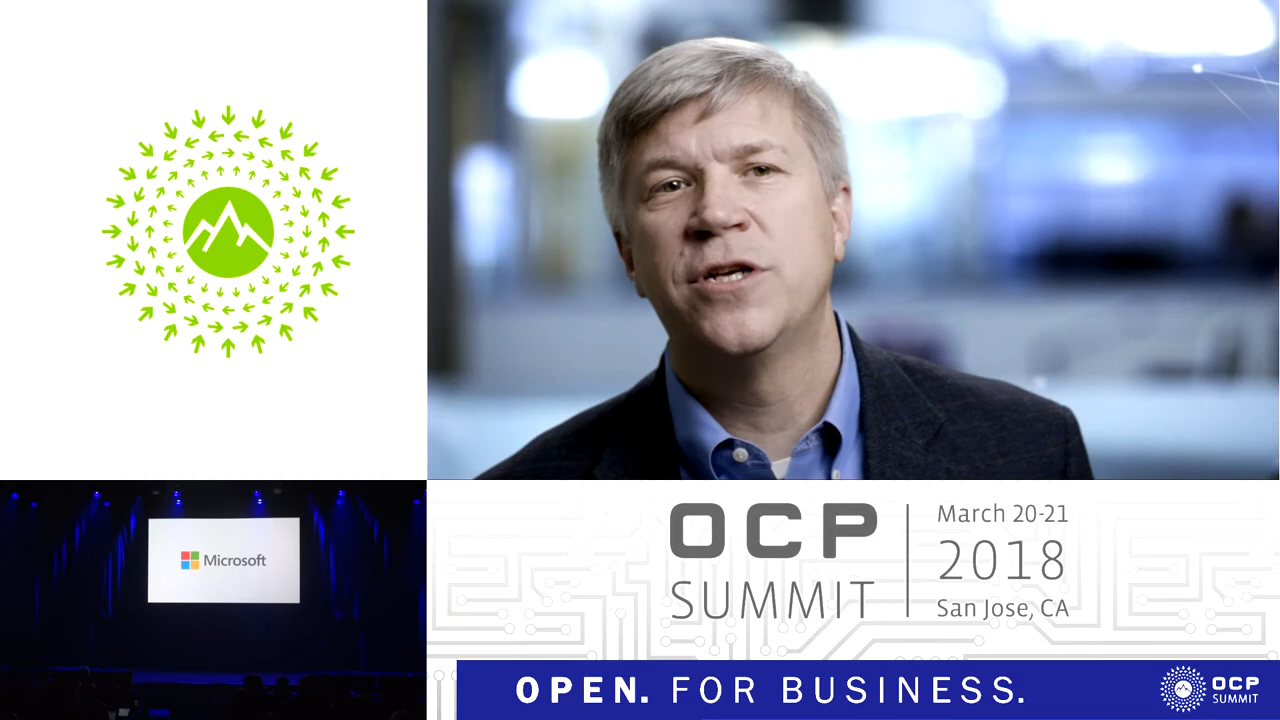 Microsoft
OCP
SUMMIT
March 20-21
2018
San Jose, CA
OPEN. FOR BUSINESS.
OCP
SUMMIT